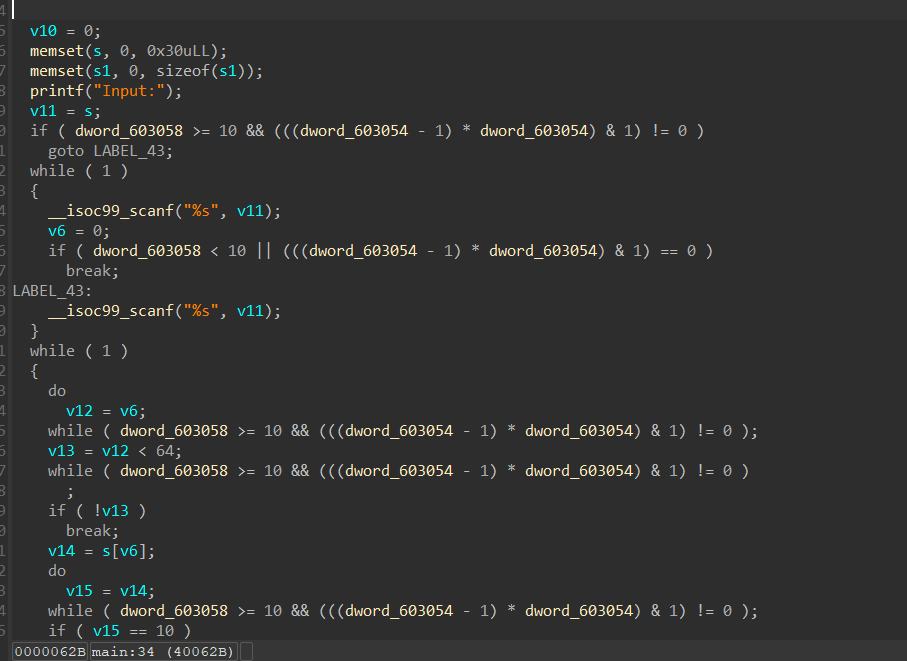 4
5 v10 = 0;
6 memset(s, 0, 0x30uLL);
7 memset(s1, 0, sizeof(s1));
8 printf("Input:");
9 v11 = s;
0 if ( dword_603058 >= 10 && (((dword_603054 - 1) * dword_603054) & 1) != 0 )
1 goto LABEL_43;
2 while ( 1 )
3 {
4 __isoc99_scanf("%s", v11);
5 v6 = 0;
6 if ( dword_603058 < 10 || (((dword_603054 - 1) * dword_603054) & 1) == 0 )
7 break;
8 LABEL_43:
9 __isoc99_scanf("%s", v11);
0 }
1 while ( 1 )
2 {
3 do
4 v12 = v6;
5 while ( dword_603058 >= 10 && (((dword_603054 - 1) * dword_603054) & 1) != 0 );
6 v13 = v12 < 64;
7 while ( dword_603058 >= 10 && (((dword_603054 - 1) * dword_603054) & 1) != 0 )
8 ;
9 if ( !v13 )
0 break;
1 v14 = s[v6];
2 do
3 v15 = v14;
4 while ( dword_603058 >= 10 && (((dword_603054 - 1) * dword_603054) & 1) != 0 );
5 if ( v15 == 10 )
0000062B main:34 (40062B)